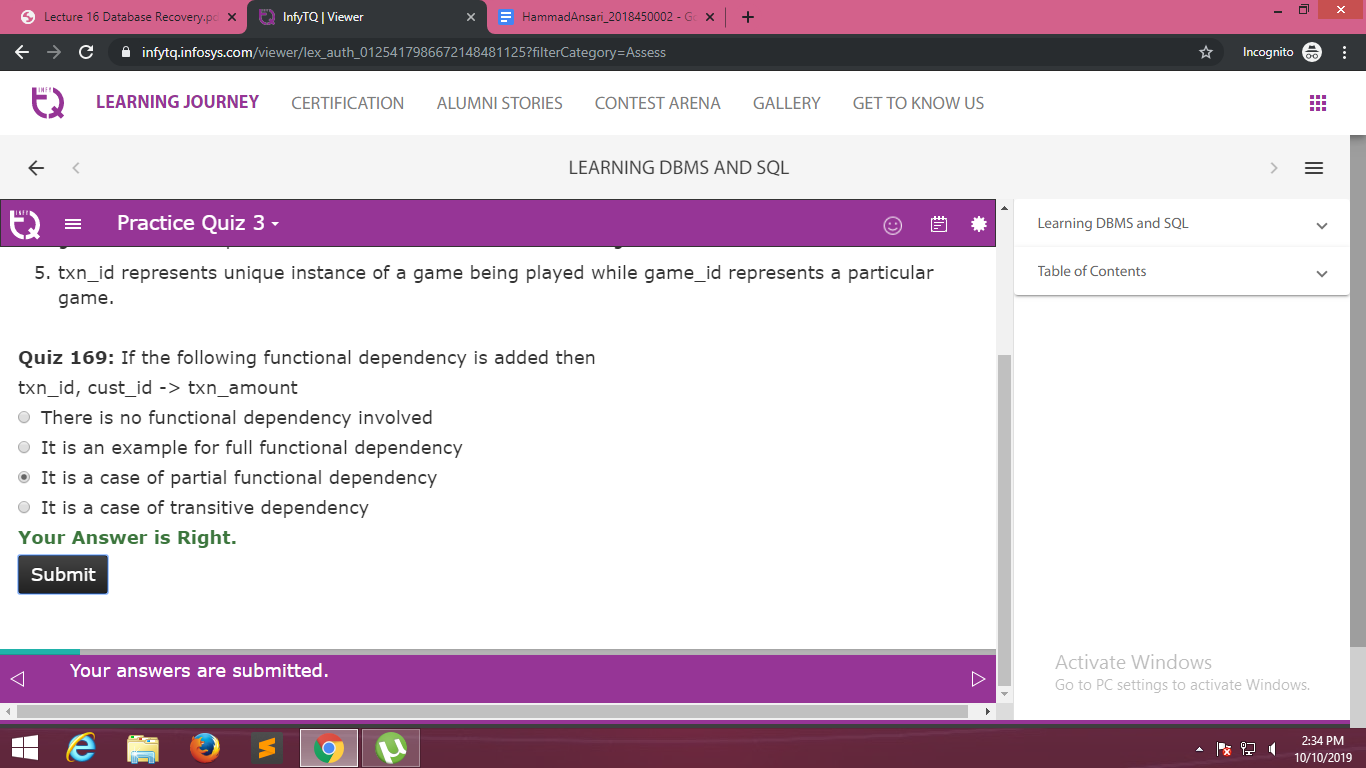 Lecture 16 Database Recovery.pd
InfyTQ | Viewer
HammadAnsari_2018450002 - Go
infytq.infosys.com/viewer/lex_auth_0125417986672148481125?filterCategory=Assess
Incognito
INFY
TQ
LEARNING JOURNEY
CERTIFICATION
ALUMNI STORIES
CONTEST ARENA
GALLERY
GET TO KNOW US
LEARNING DBMS AND SQL
INFY
TQ
Practice Quiz 3
5. txn_id represents unique instance of a game being played while game_id represents a particular
game.
Quiz 169: If the following functional dependency is added then
txn_id, cust_id -> txn_amount
There is no functional dependency involved
It is an example for full functional dependency
It is a case of partial functional dependency
It is a case of transitive dependency
Your Answer is Right.
Submit
Your answers are submitted.
Learning DBMS and SQL
Table of Contents
Activate Windows
Go to PC settings to activate Windows.
2:34 PM
10/10/2019